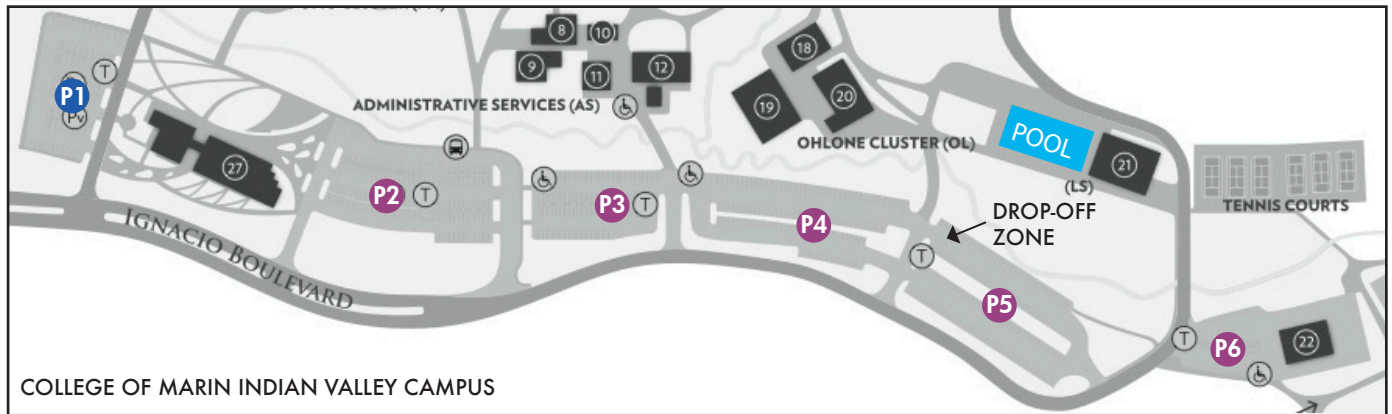 8
10
18
9
11
12
T
P1
Pv
ADMINISTRATIVE SERVICES (AS)
19
20
OHLONE CLUSTER (OL)
POOL
21
27
(LS)
P2
T
P3
T
TENNIS COURTS
DROP-OFF
ZONE
P4
T
IGNACIO BOULEVARD
P5
T
P6
22
COLLEGE OF MARIN INDIAN VALLEY CAMPUS